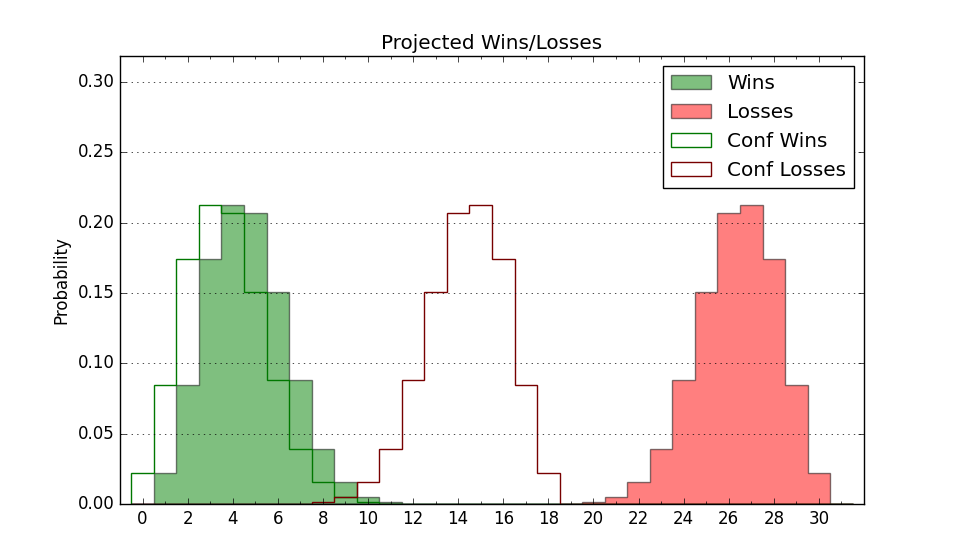 Projected Wins/Losses
0.30
0.25
0.20
0.15
0.10
0.05
0.00
Probability
Wins
Losses
Conf Wins
Conf Losses
0 2 4 6 8 10 12 14 16 18 20 22 24 26 28 30